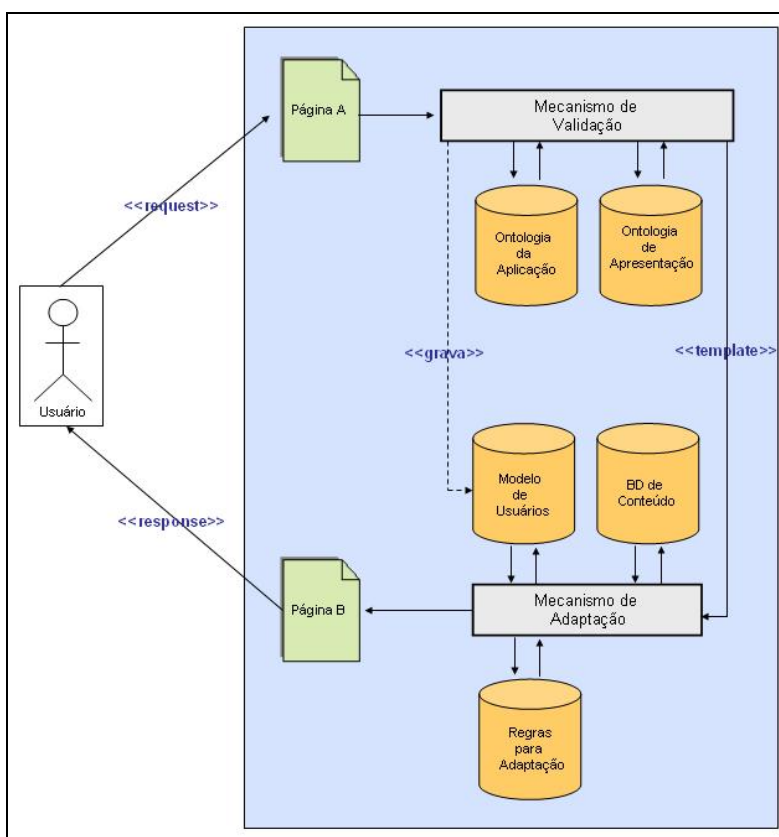 Página A
Mecanismo de
Validação
<<request>>
Ontologia
da
Aplicação
Ontologia
de
Apresentação
<<grava>>
<<template>>
Usuário
Modelo
de
Usuários
BD de
Conteúdo
<<response>>
Página B
Mecanismo de
Adaptação
Regras
para
Adaptação